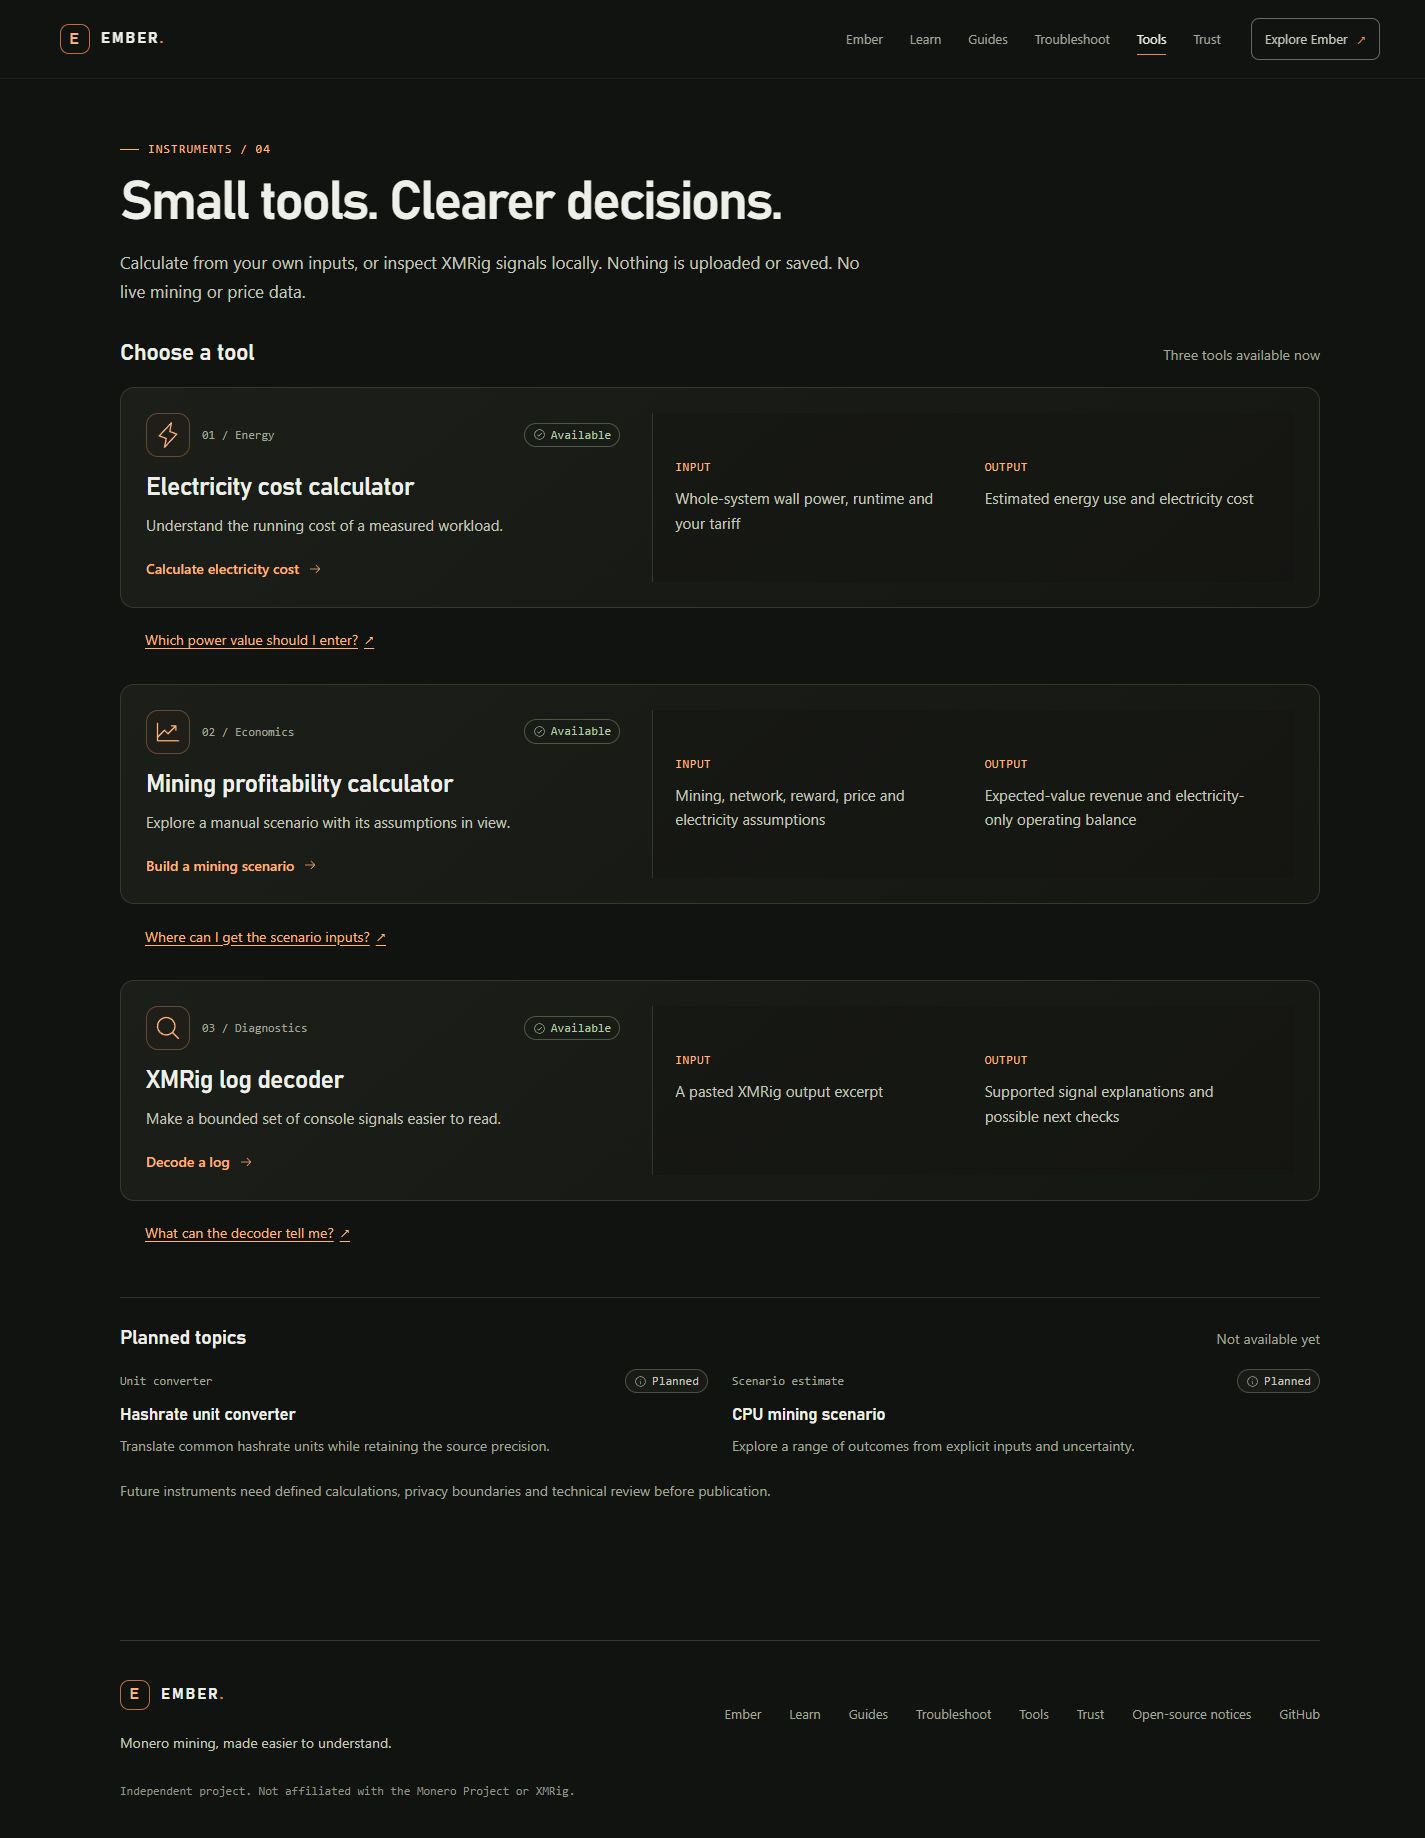 E EMBER.
Ember Learn Guides Troubleshoot Tools Trust Explore Ember ↗
INSTRUMENTS / 04
Small tools. Clearer decisions.
Calculate from your own inputs, or inspect XMRig signals locally. Nothing is uploaded or saved. No
live mining or price data.
Choose a tool
Three tools available now
01 / Energy
Available
Electricity cost calculator
Understand the running cost of a measured workload.
Calculate electricity cost →
INPUT
Whole-system wall power, runtime and
your tariff
OUTPUT
Estimated energy use and electricity cost
Which power value should I enter? ↗
02 / Economics
Available
Mining profitability calculator
Explore a manual scenario with its assumptions in view.
Build a mining scenario →
INPUT
Mining, network, reward, price and
electricity assumptions
OUTPUT
Expected-value revenue and electricity-
only operating balance
Where can I get the scenario inputs? ↗
03 / Diagnostics
Available
XMRig log decoder
Make a bounded set of console signals easier to read.
Decode a log →
INPUT
A pasted XMRig output excerpt
OUTPUT
Supported signal explanations and
possible next checks
What can the decoder tell me? ↗
Planned topics
Not available yet
Unit converter
Planned
Hashrate unit converter
Translate common hashrate units while retaining the source precision.
Scenario estimate
Planned
CPU mining scenario
Explore a range of outcomes from explicit inputs and uncertainty.
Future instruments need defined calculations, privacy boundaries and technical review before publication.
E EMBER.
Monero mining, made easier to understand.
Ember Learn Guides Troubleshoot Tools Trust Open-source notices GitHub
Independent project. Not affiliated with the Monero Project or XMRig.